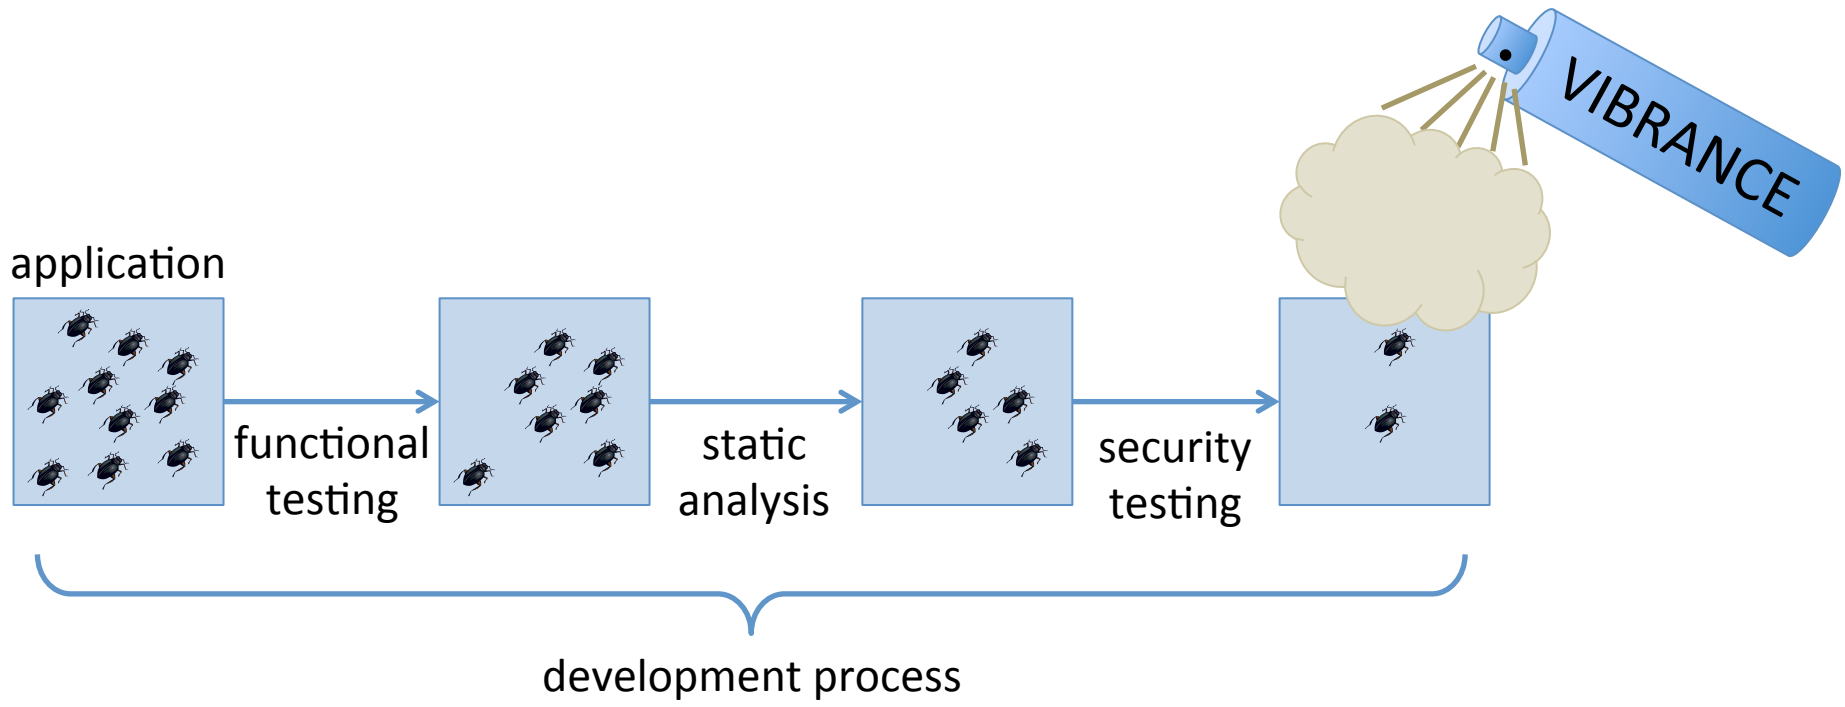 VIBRANCE
application
functional
testing
static
analysis
security
testing
development process